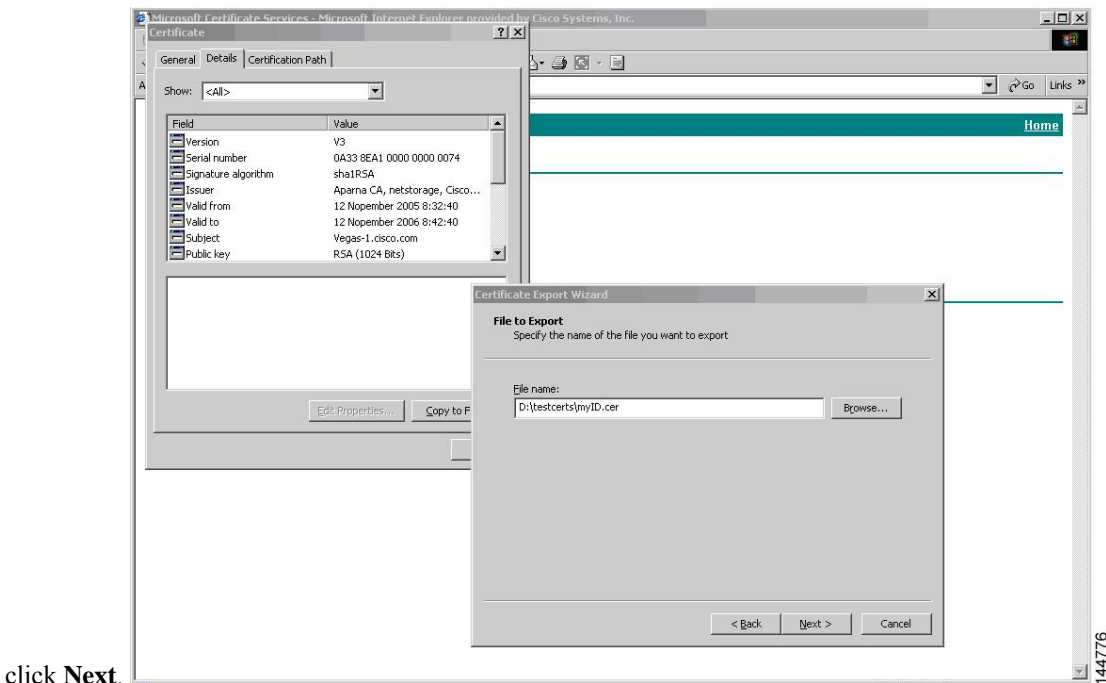 Microsoft Certificate Services - Microsoft Internet Explorer provided by Cisco Systems, Inc.
Certificate
General Details Certification Path
Show: <All>
Field Value
Version V3
Serial number 0A33 8EA1 0000 0000 0074
Signature algorithm sha1RSA
Issuer Aparna CA, netstorage, Cisco...
Valid from 12 Nopember 2005 8:32:40
Valid to 12 Nopember 2006 8:42:40
Subject Vegas-1.cisco.com
Public key RSA (1024 Bits)
Edit Properties... Copy to F
Go Links »
Home
Certificate Export Wizard
File to Export
Specify the name of the file you want to export
File name:
D:\testcerts\myID.cer Browse...
< Back Next > Cancel
144776
click Next.